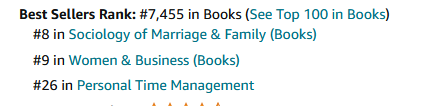 Best Sellers Rank: #7,455 in Books (See Top 100 in Books)
#8 in Sociology of Marriage & Family (Books)
#9 in Women & Business (Books)
#26 in Personal Time Management